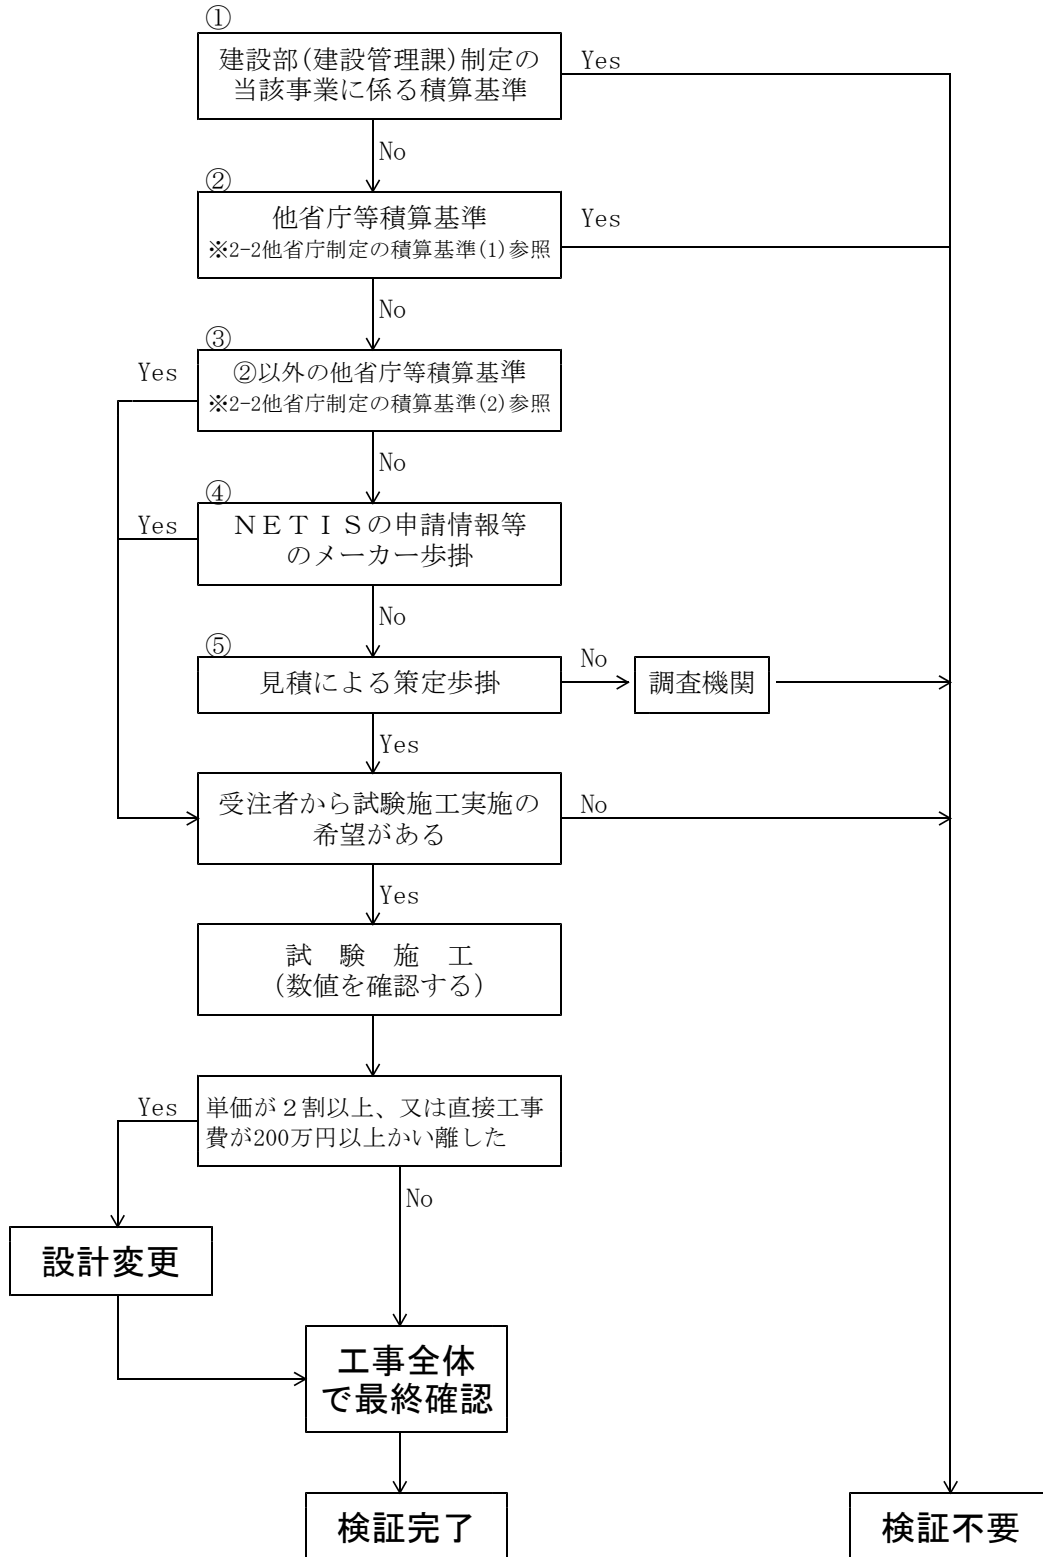 ①
建設部(建設管理課)制定の
当該事業に係る積算基準
Yes
No
②
他省庁等積算基準
※2-2他省庁制定の積算基準(1)参照
Yes
No
③
②以外の他省庁等積算基準
※2-2他省庁制定の積算基準(2)参照
Yes
No
④
ＮＥＴＩＳの申請情報等
のメーカー歩掛
Yes
No
⑤
見積による策定歩掛
No
調査機関
Yes
受注者から試験施工実施の
希望がある
No
Yes
試　験　施　工
(数値を確認する)
単価が２割以上、又は直接工事
費が200万円以上かい離した
Yes
No
設計変更
工事全体
で最終確認
検証完了
検証不要